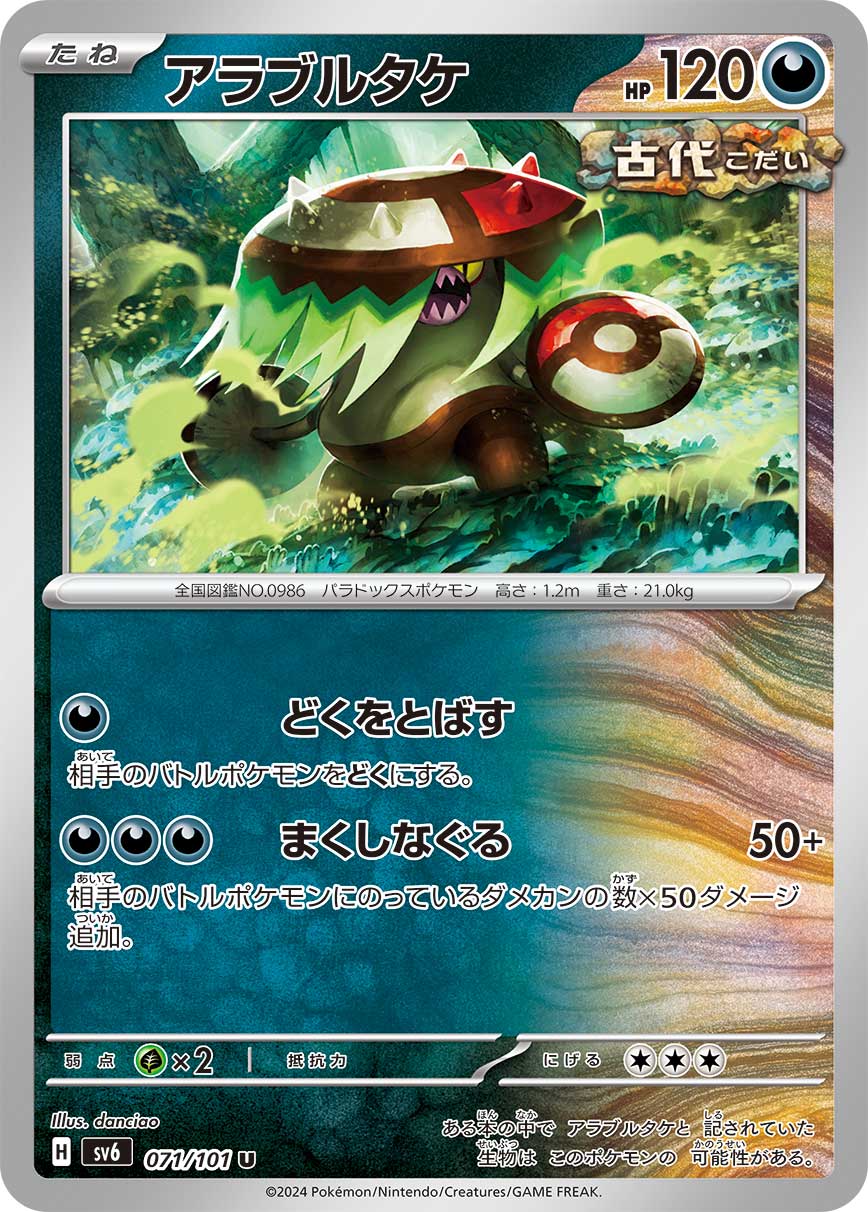 たね
アラブルタケ
HP 120
古代こだい
全国図鑑NO.0986 パラドックスポケモン 高さ:1.2m 重さ:21.0kg
どくをとばす
あいて
相手のバトルポケモンをどくにする。
まくしなぐる 50+
あいて かず
相手のバトルポケモンにのっているダメカンの数×50ダメージ
ついか
追加。
弱点 ×2 抵抗力 にげる
Illus. danciao
ほん なか しる
ある本の中で アラブルタケと 記されていた
せいぶつ かのうせい
生物は このポケモンの 可能性がある。
H sv6 071/101 U
©2024 Pokémon/Nintendo/Creatures/GAME FREAK.